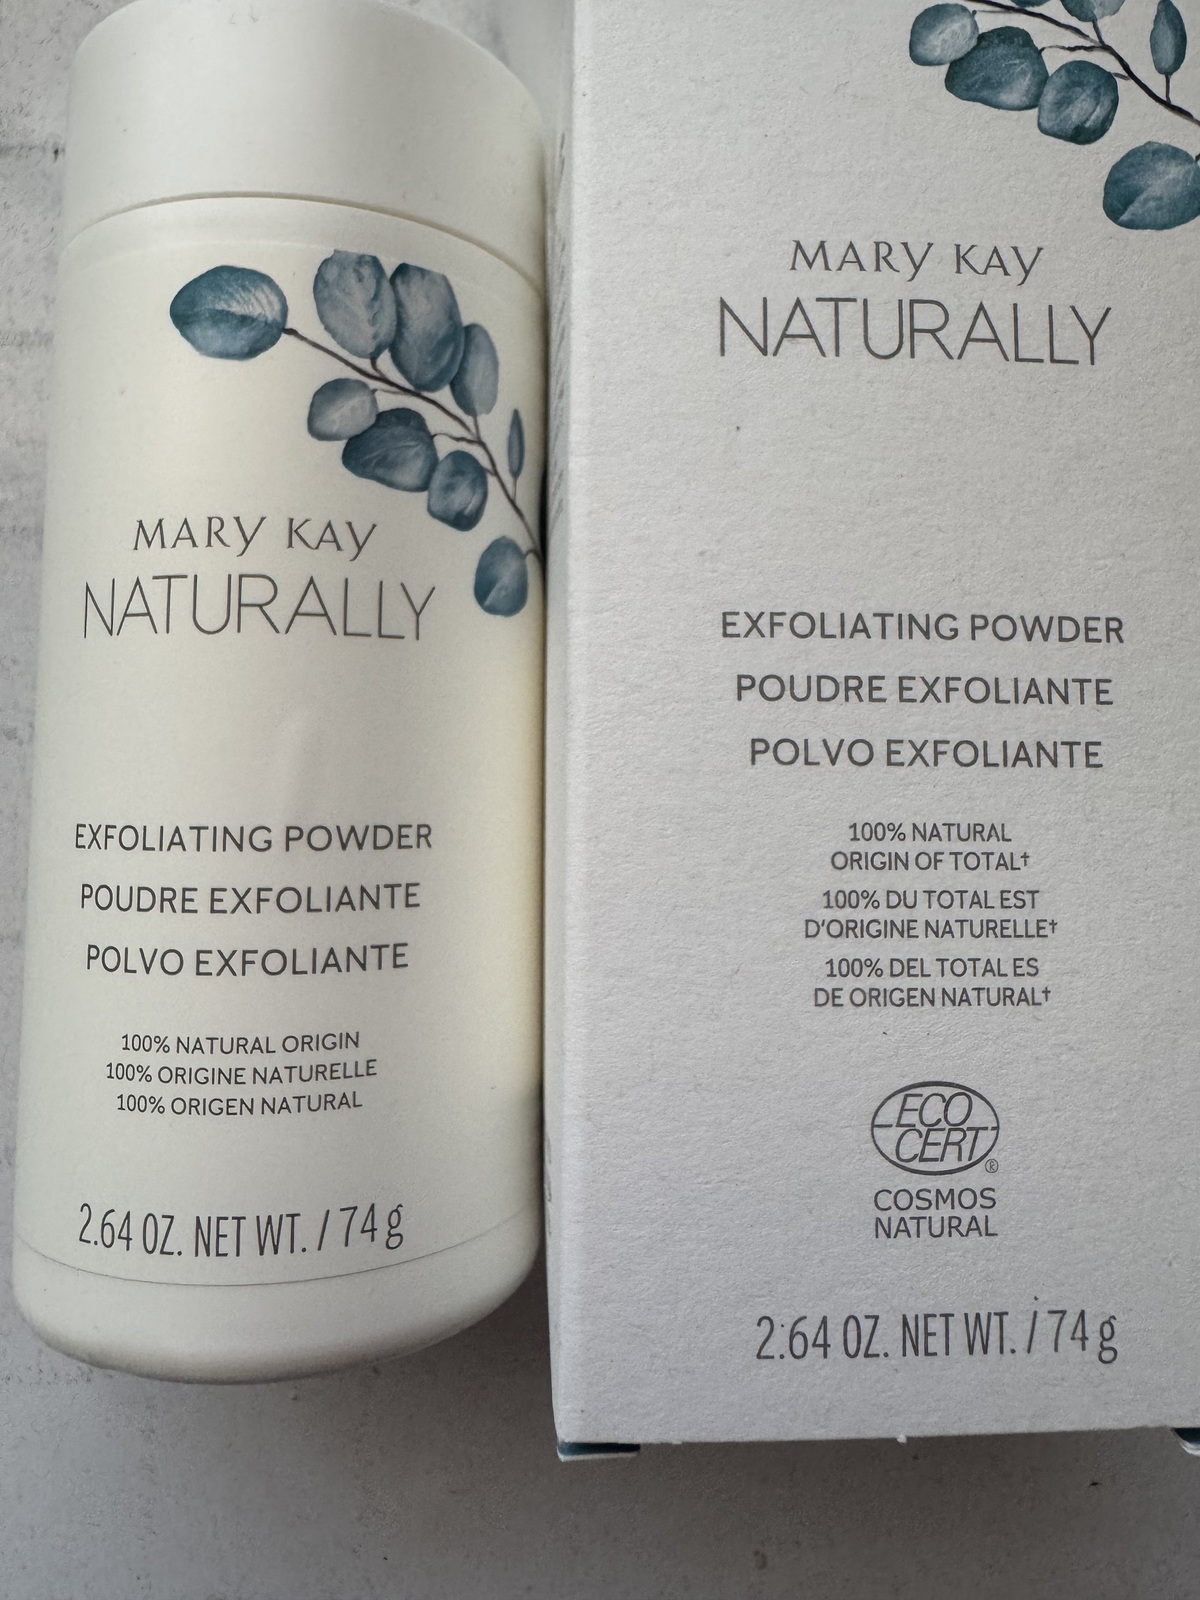 MARY KAY
NATURALLY
EXFOLIATING POWDER
POUDRE EXFOLIANTE
POLVO EXFOLIANTE
100% NATURAL ORIGIN
100% ORIGINE NATURELLE
100% ORIGEN NATURAL
2.64 OZ. NET WT. / 74 g
MARY KAY
NATURALLY
EXFOLIATING POWDER
POUDRE EXFOLIANTE
POLVO EXFOLIANTE
100% NATURAL
ORIGIN OF TOTAL†
100% DU TOTAL EST
D'ORIGINE NATURELLE†
100% DEL TOTAL ES
DE ORIGEN NATURAL†
ECO
CERT®
COSMOS
NATURAL
2.64 OZ. NET WT. / 74 g